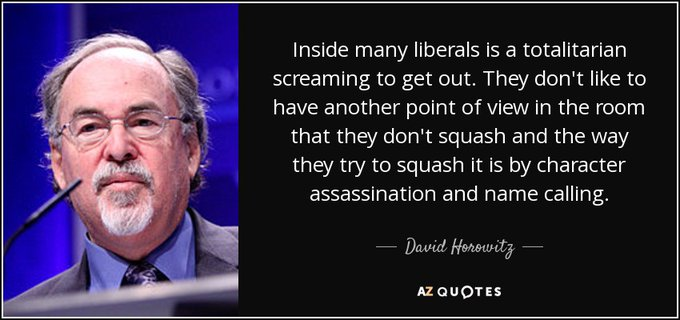 Inside many liberals is a totalitarian
screaming to get out. They don't like to
have another point of view in the room
that they don't squash and the way
they try to squash it is by character
assassination and name calling.
David Horowitz
AZ QUOTES